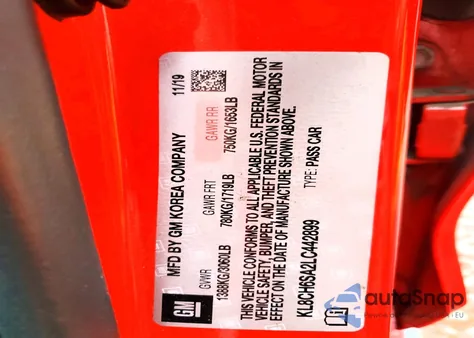 MFD BY GM KOREA COMPANY 11/19
GVWR GAWR FRT GAWR RR
1388KG/3060LB 780KG/1719LB 750KG/1653LB
THIS VEHICLE CONFORMS TO ALL APPLICABLE U.S. FEDERAL MOTOR
VEHICLE SAFETY, BUMPER, AND THEFT PREVENTION STANDARDS IN
EFFECT ON THE DATE OF MANUFACTURE SHOWN ABOVE.
KL8CH6SA2LC442899 TYPE: PASS CAR
GM
autoSnap